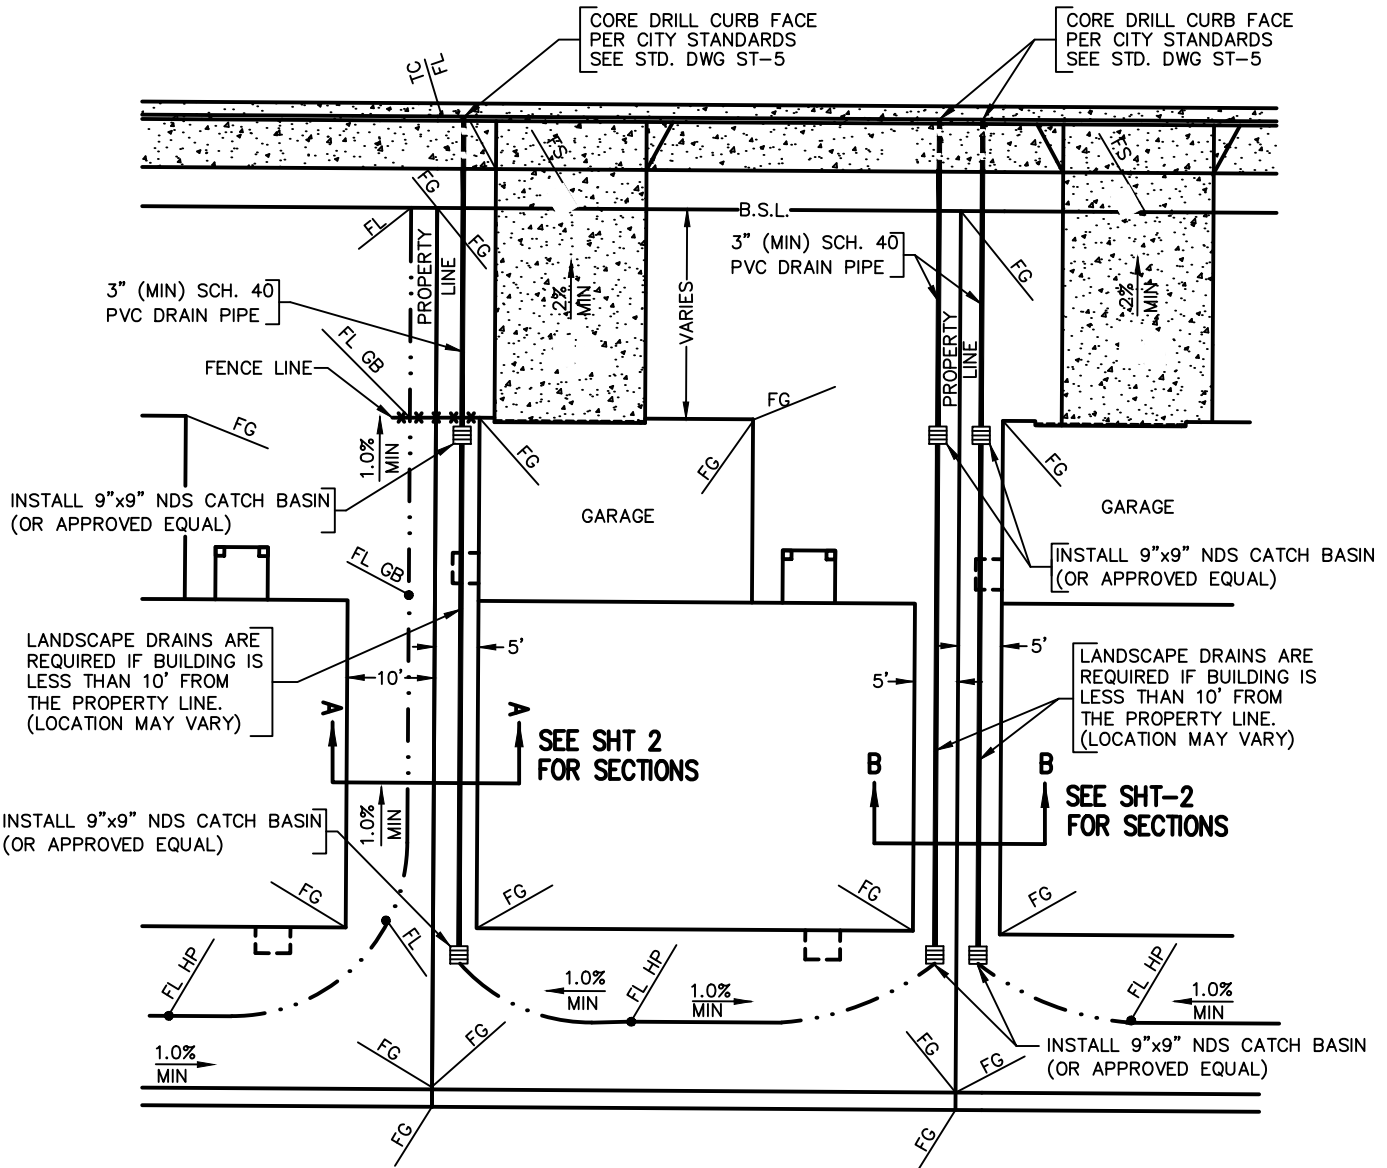 CORE DRILL CURB FACE
PER CITY STANDARDS
SEE STD. DWG ST-5
CORE DRILL CURB FACE
PER CITY STANDARDS
SEE STD. DWG ST-5
TC
FL
F.S.
F.S.
FG
FL
FG
B.S.L.
PROPERTY
LINE
3" (MIN) SCH. 40
PVC DRAIN PIPE
FG
2%
MIN
VARIES
2%
MIN
3" (MIN) SCH. 40
PVC DRAIN PIPE
FL GB
PROPERTY
LINE
FENCE LINE
FG
FG
1.0%
MIN
FG
FG
FG
INSTALL 9"x9" NDS CATCH BASIN
(OR APPROVED EQUAL)
GARAGE
GARAGE
INSTALL 9"x9" NDS CATCH BASIN
(OR APPROVED EQUAL)
FL GB
LANDSCAPE DRAINS ARE
REQUIRED IF BUILDING IS
LESS THAN 10' FROM
THE PROPERTY LINE.
(LOCATION MAY VARY)
5'
10'
5'
5'
LANDSCAPE DRAINS ARE
REQUIRED IF BUILDING IS
LESS THAN 10' FROM
THE PROPERTY LINE.
(LOCATION MAY VARY)
A
A
SEE SHT 2
FOR SECTIONS
B
B
SEE SHT-2
FOR SECTIONS
INSTALL 9"x9" NDS CATCH BASIN
(OR APPROVED EQUAL)
1.0%
MIN
FG
FG
FG
FG
FL
FL HP
1.0%
MIN
FL HP
1.0%
MIN
FL HP
1.0%
MIN
1.0%
MIN
FG
FG
FG
FG
INSTALL 9"x9" NDS CATCH BASIN
(OR APPROVED EQUAL)
FG
FG